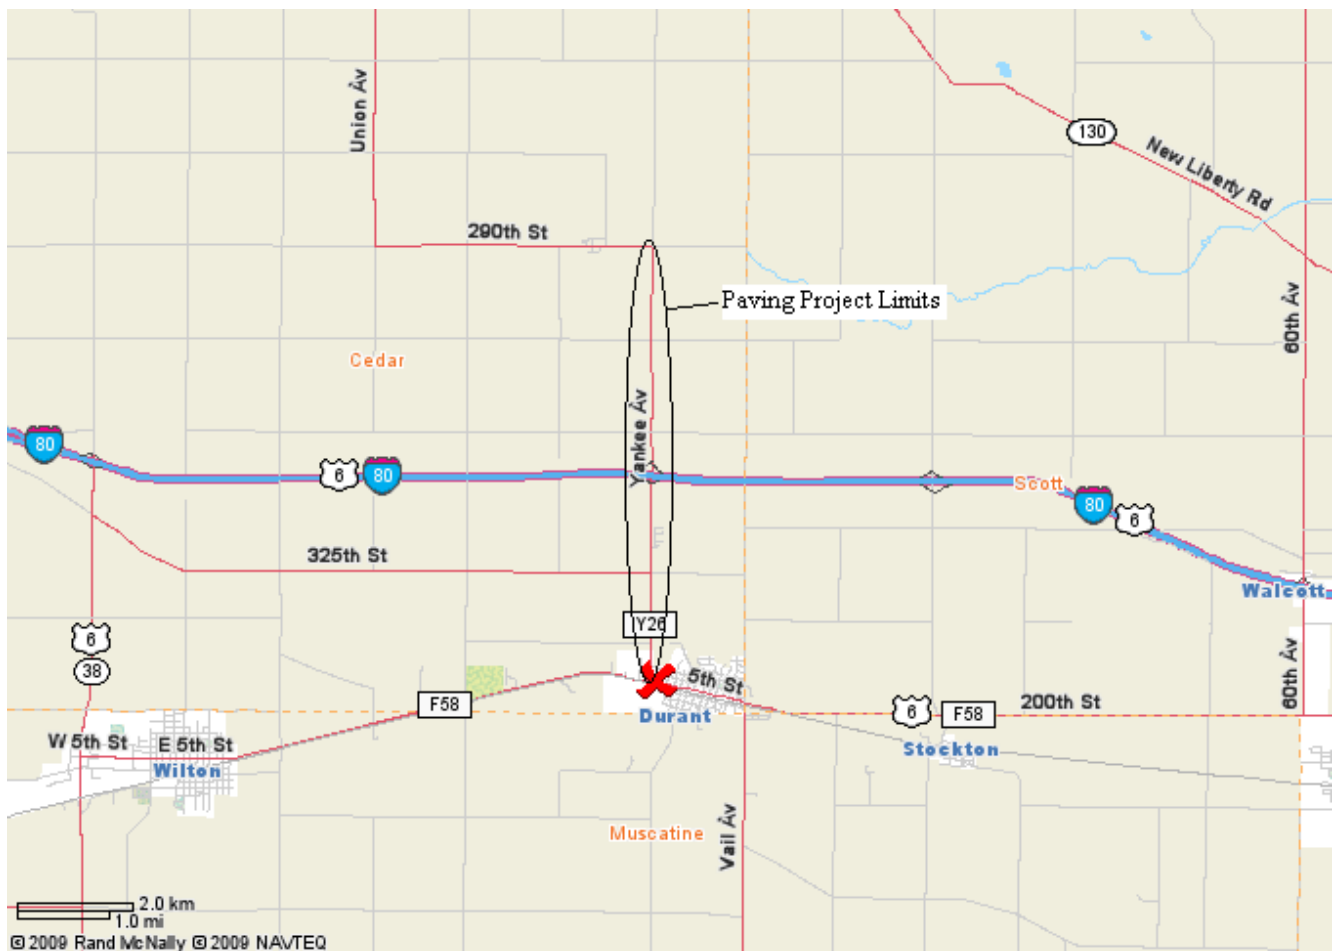 Union Av
130
New Liberty Rd
290th St
Paving Project Limits
60th Av
Cedar
Yankee Av
80
6
80
Scott
80
6
325th St
Walcott
6
38
Y26
5th St
60th Av
F58
6
F58
200th St
Durant
W 5th St
E 5th St
Stockton
Wilton
Muscatine
Vail Av
2.0 km
1.0 mi
© 2009 Rand McNally © 2009 NAVTEQ